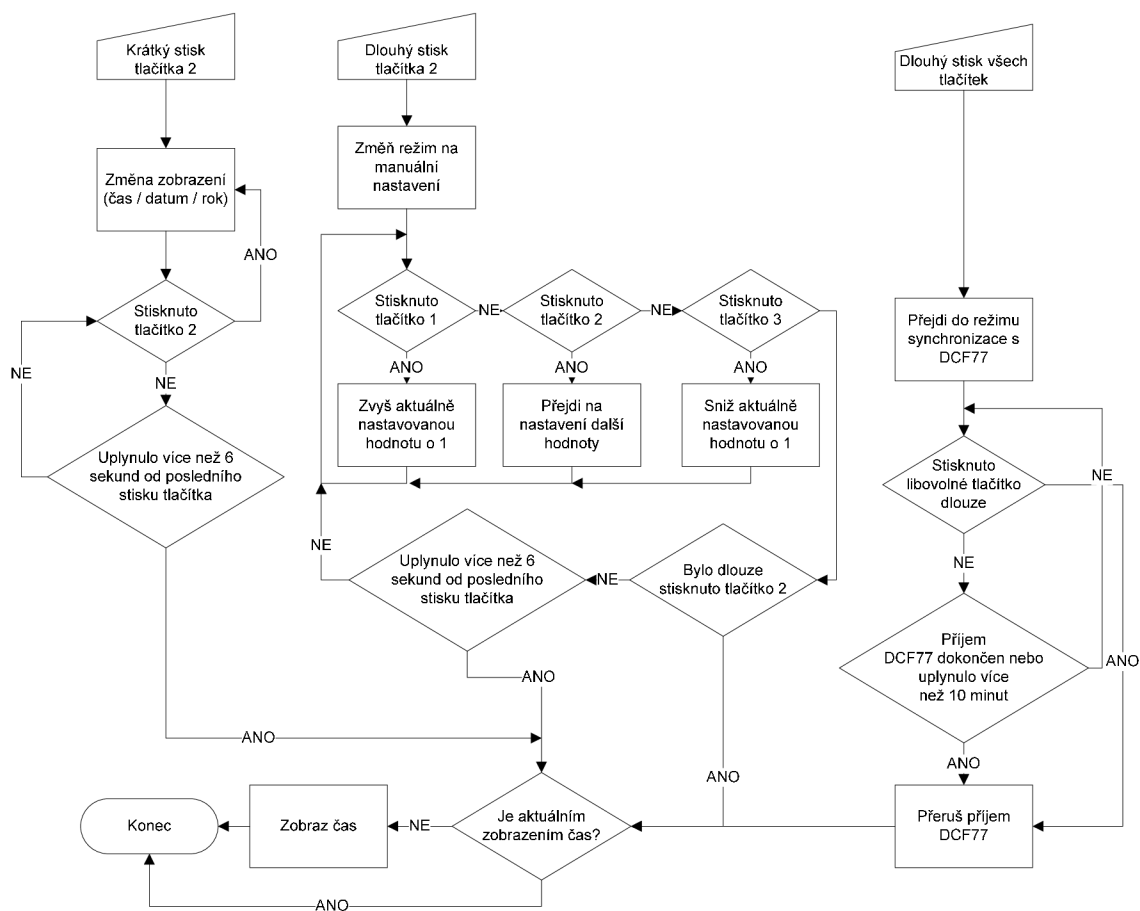 Krátký stisk
tlačítka 2
Dlouhý stisk
tlačítka 2
Dlouhý stisk všech
tlačítek
Změna zobrazení
(čas / datum / rok)
Změň režim na
manuální
nastavení
ANO
Stisknuto
tlačítko 2
NE
NE
Uplynulo více než 6
sekund od posledního
stisku tlačítka
Stisknuto
tlačítko 1
NE
Stisknuto
tlačítko 2
NE
Stisknuto
tlačítko 3
ANO
ANO
ANO
Zvyš aktuálně
nastavovanou
hodnotu o 1
Přejdi na
nastavení další
hodnoty
Sniž aktuálně
nastavovanou
hodnotu o 1
Přejdi do režimu
synchronizace s
DCF77
Stisknuto
libovolné tlačítko
dlouze
NE
NE
NE
Uplynulo více než 6
sekund od posledního
stisku tlačítka
NE
Bylo dlouze
stisknuto tlačítko 2
Příjem
DCF77 dokončen nebo
uplynulo více
než 10 minut
ANO
ANO
ANO
ANO
ANO
ANO
Konec
Zobraz čas
NE
Je aktuálním
zobrazením čas?
Přeruš příjem
DCF77
ANO